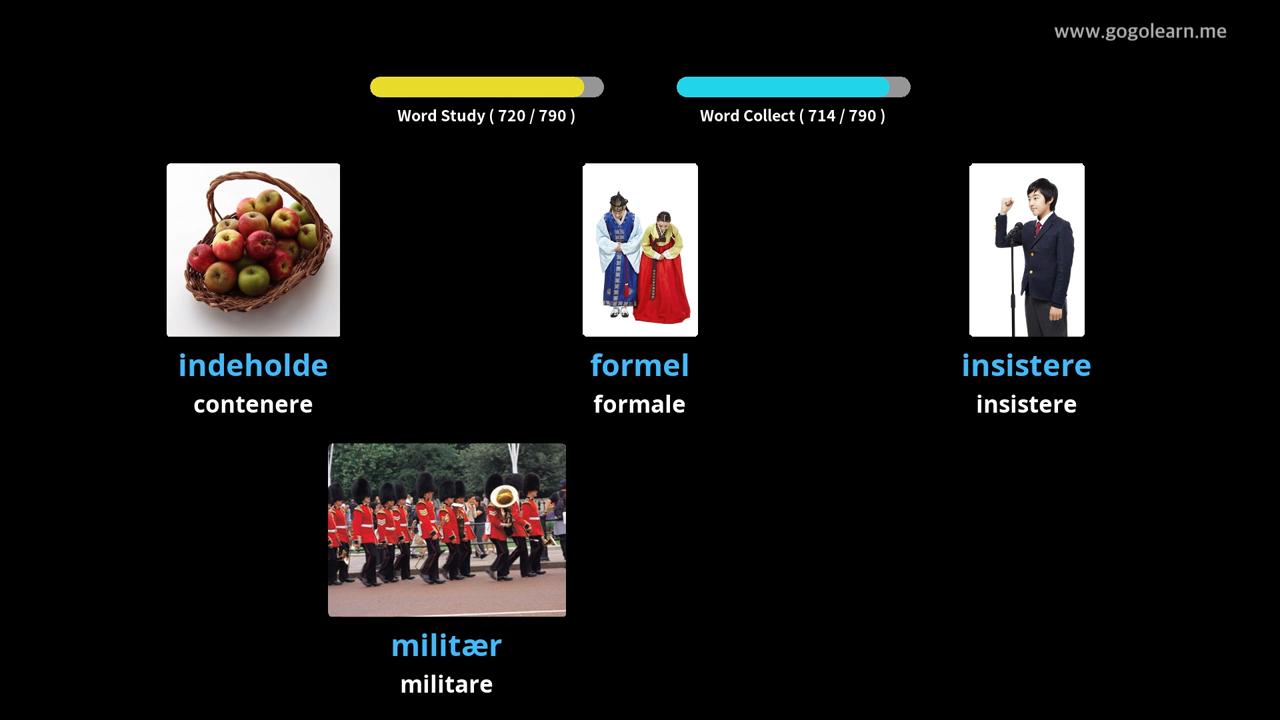 www.gogolearn.me
Word Study ( 720 / 790 )
Word Collect ( 714 / 790 )
indeholde
contenere
formel
formale
insistere
insistere
militær
militare